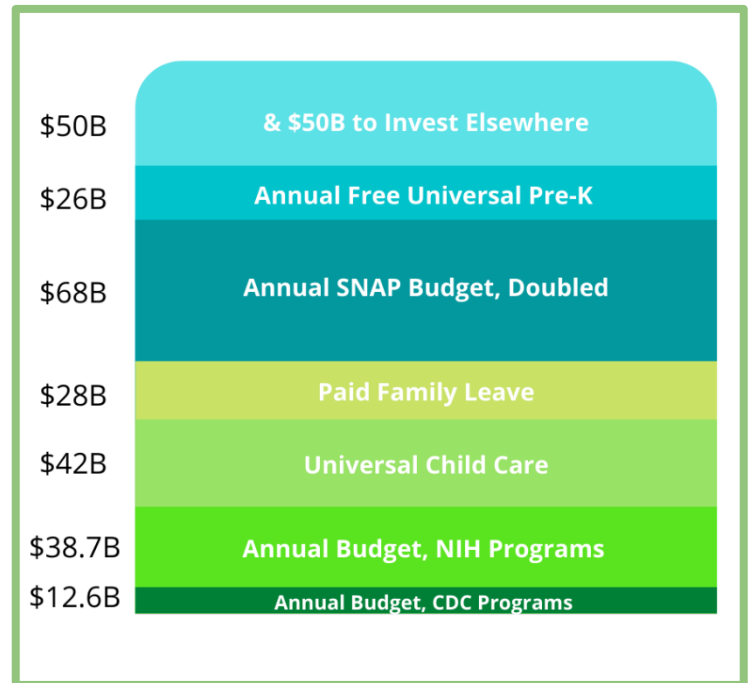 $50B & $50B to Invest Elsewhere
$26B Annual Free Universal Pre-K
$68B Annual SNAP Budget, Doubled
$28B Paid Family Leave
$42B Universal Child Care
$38.7B Annual Budget, NIH Programs
$12.6B Annual Budget, CDC Programs